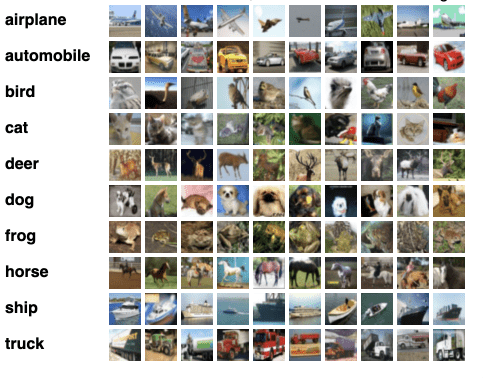 airplane
automobile
bird
cat
deer
dog
frog
horse
ship
truck